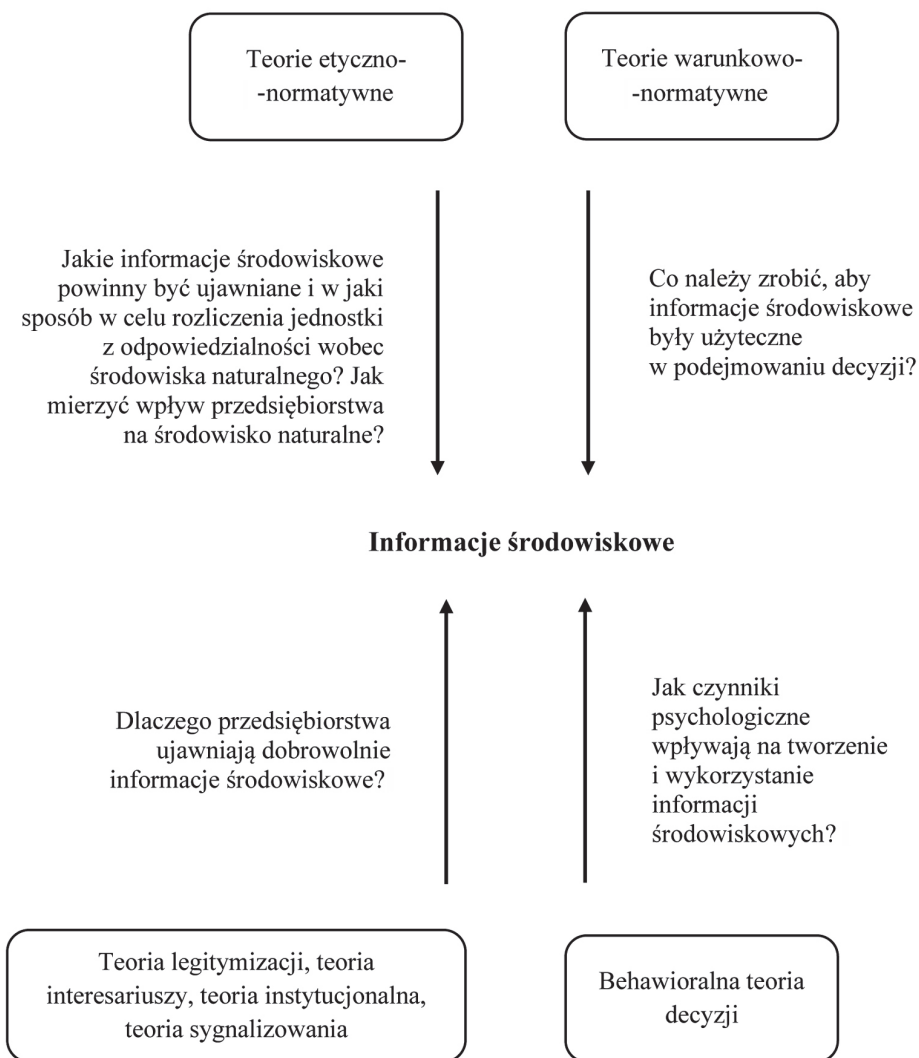 Teorie etyczno-
-normatywne
Teorie warunkowo-
-normatywne
Jakie informacje środowiskowe
powinny być ujawniane i w jaki
sposób w celu rozliczenia jednostki
z odpowiedzialności wobec
środowiska naturalnego? Jak
mierzyć wpływ przedsiębiorstwa
na środowisko naturalne?
Co należy zrobić, aby
informacje środowiskowe
były użyteczne
w podejmowaniu decyzji?
Informacje środowiskowe
Dlaczego przedsiębiorstwa
ujawniają dobrowolnie
informacje środowiskowe?
Jak czynniki
psychologiczne
wpływają na tworzenie
i wykorzystanie
informacji
środowiskowych?
Teoria legitymizacji, teoria
interesariuszy, teoria instytucjonalna,
teoria sygnalizowania
Behawioralna teoria
decyzji